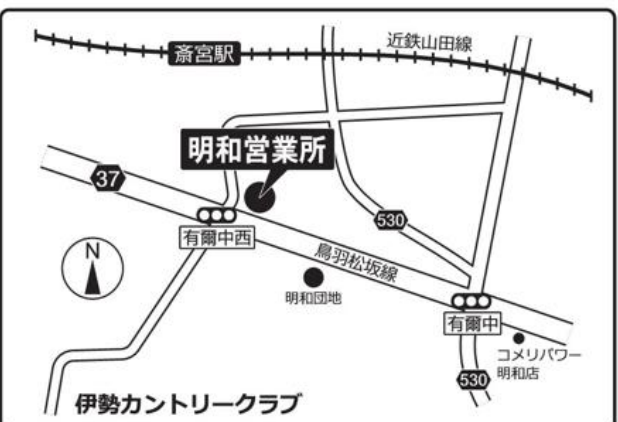 近鉄山田線
斎宮駅
明和営業所
37
530
有爾中西
鳥羽松坂線
N
明和団地
有爾中
コメリパワー
明和店
530
伊勢カントリークラブ